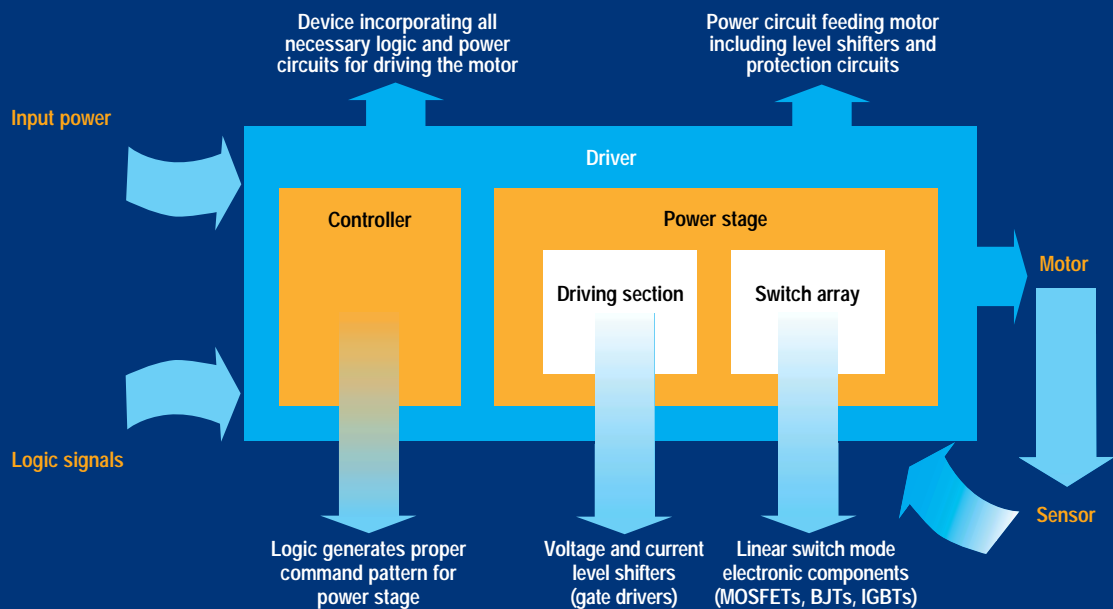 Device incorporating all
necessary logic and power
circuits for driving the motor
Power circuit feeding motor
including level shifters and
protection circuits
Input power
Driver
Controller
Power stage
Driving section
Switch array
Motor
Logic signals
Sensor
Logic generates proper
command pattern for
power stage
Voltage and current
level shifters
(gate drivers)
Linear switch mode
electronic components
(MOSFETs, BJTs, IGBTs)